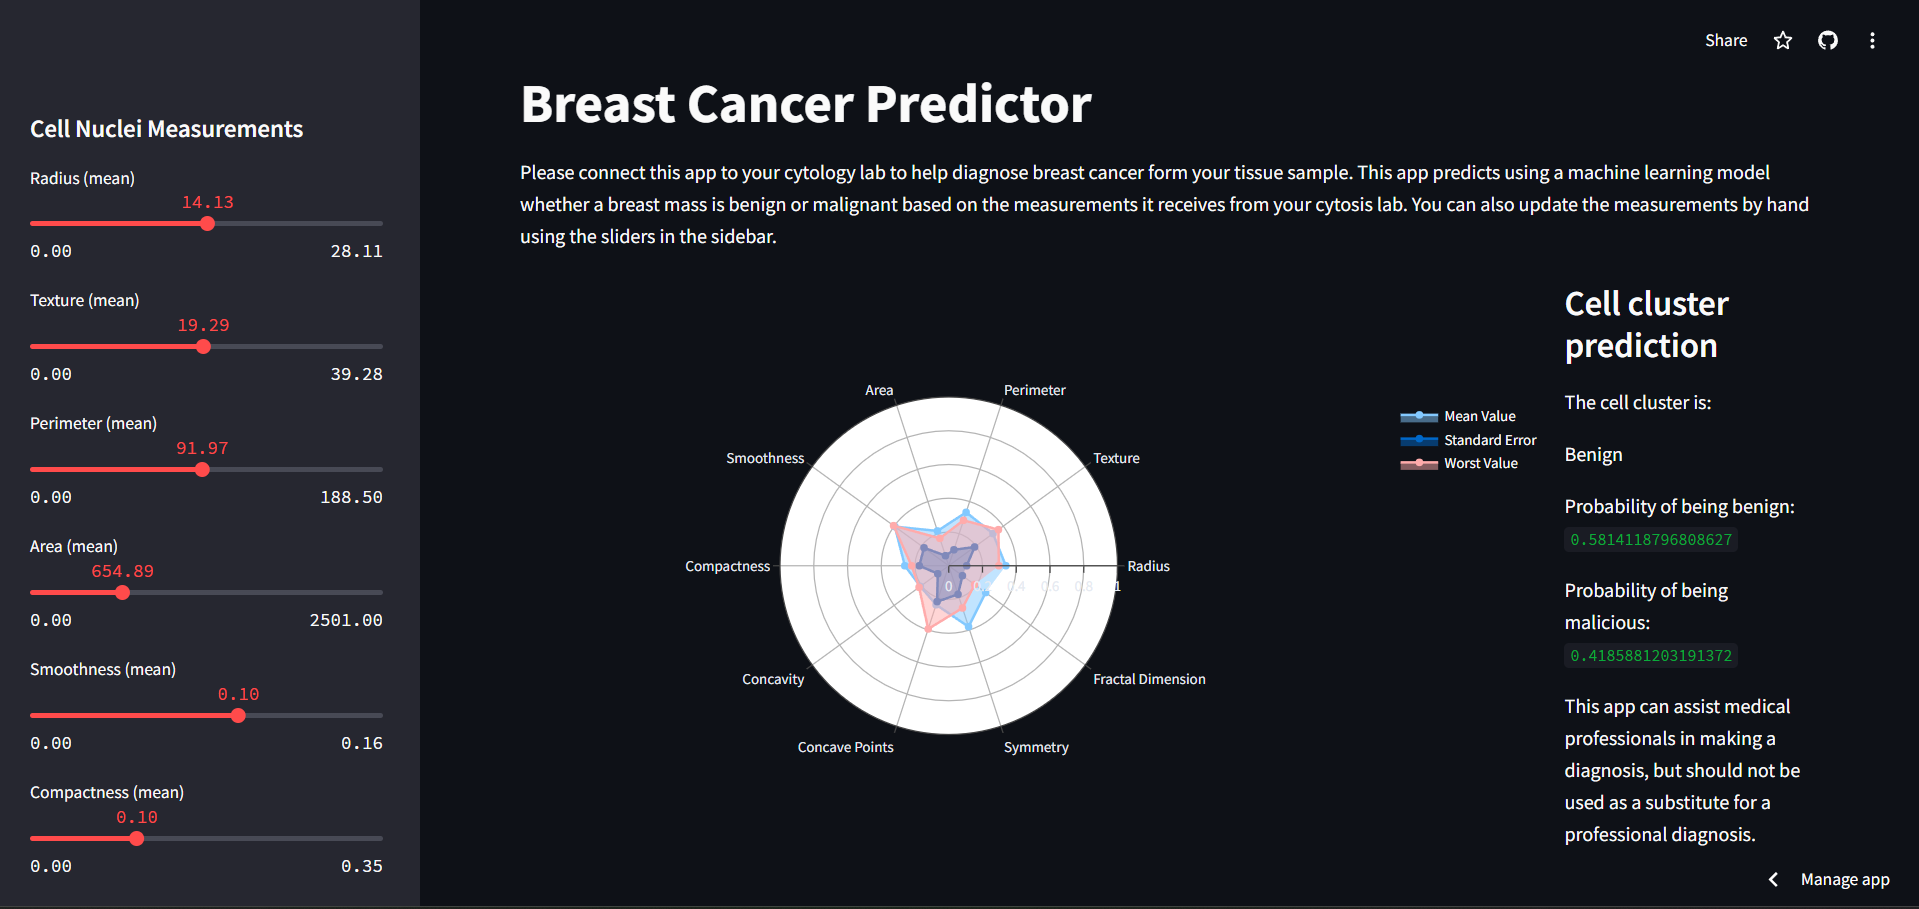 Share
Cell Nuclei Measurements
Radius (mean)
14.13
0.00 28.11
Texture (mean)
19.29
0.00 39.28
Perimeter (mean)
91.97
0.00 188.50
Area (mean)
654.89
0.00 2501.00
Smoothness (mean)
0.10
0.00 0.16
Compactness (mean)
0.10
0.00 0.35
Breast Cancer Predictor
Please connect this app to your cytology lab to help diagnose breast cancer form your tissue sample. This app predicts using a machine learning model
whether a breast mass is benign or malignant based on the measurements it receives from your cytosis lab. You can also update the measurements by hand
using the sliders in the sidebar.
Area Perimeter
Smoothness Texture
Compactness Radius
0 0.2 0.4 0.6 0.8 1
Concavity Fractal Dimension
Concave Points Symmetry
Mean Value
Standard Error
Worst Value
Cell cluster
prediction
The cell cluster is:
Benign
Probability of being benign:
0.5814118796808627
Probability of being
malicious:
0.4185881203191372
This app can assist medical
professionals in making a
diagnosis, but should not be
used as a substitute for a
professional diagnosis.
Manage app